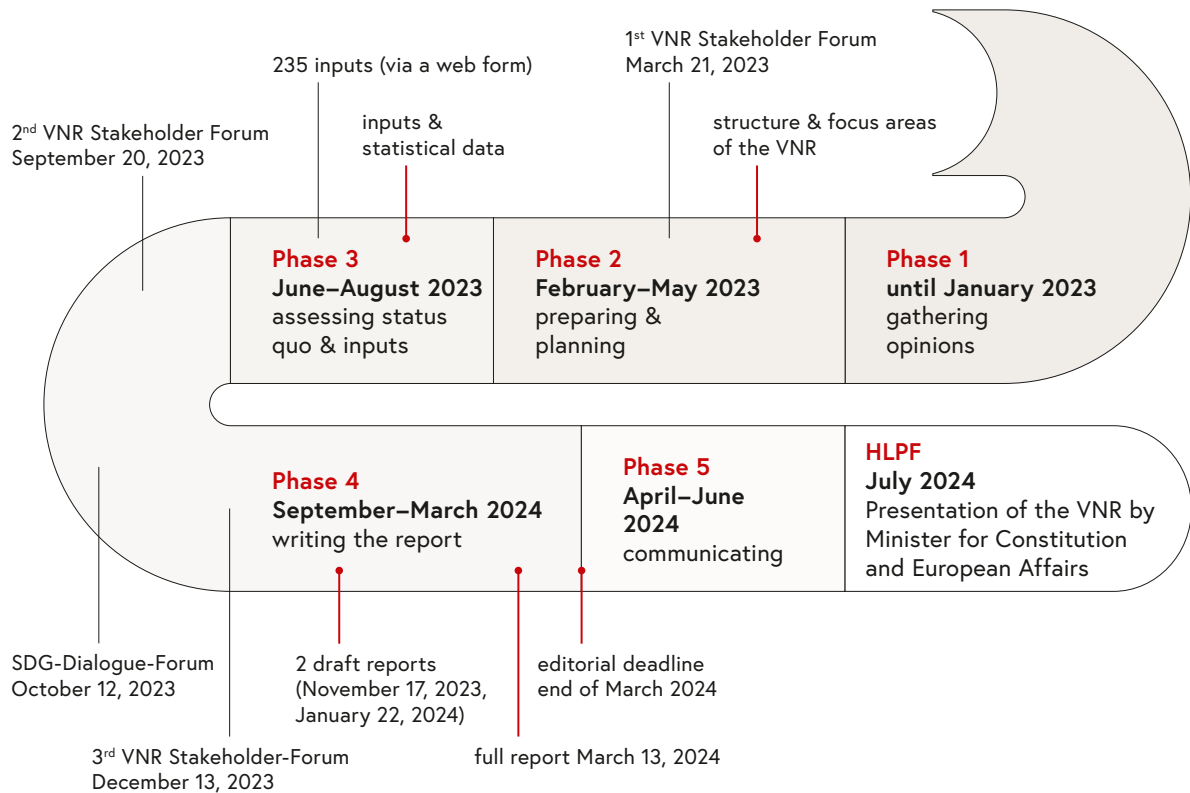 1st VNR Stakeholder Forum
March 21, 2023
235 inputs (via a web form)
structure & focus areas
of the VNR
inputs &
statistical data
2nd VNR Stakeholder Forum
September 20, 2023
Phase 3
June–August 2023
assessing status
quo & inputs
Phase 2
February–May 2023
preparing &
planning
Phase 1
until January 2023
gathering
opinions
Phase 4
September–March 2024
writing the report
Phase 5
April–June
2024
communicating
HLPF
July 2024
Presentation of the VNR by
Minister for Constitution
and European Affairs
SDG-Dialogue-Forum
October 12, 2023
2 draft reports
(November 17, 2023,
January 22, 2024)
editorial deadline
end of March 2024
3rd VNR Stakeholder-Forum
December 13, 2023
full report March 13, 2024